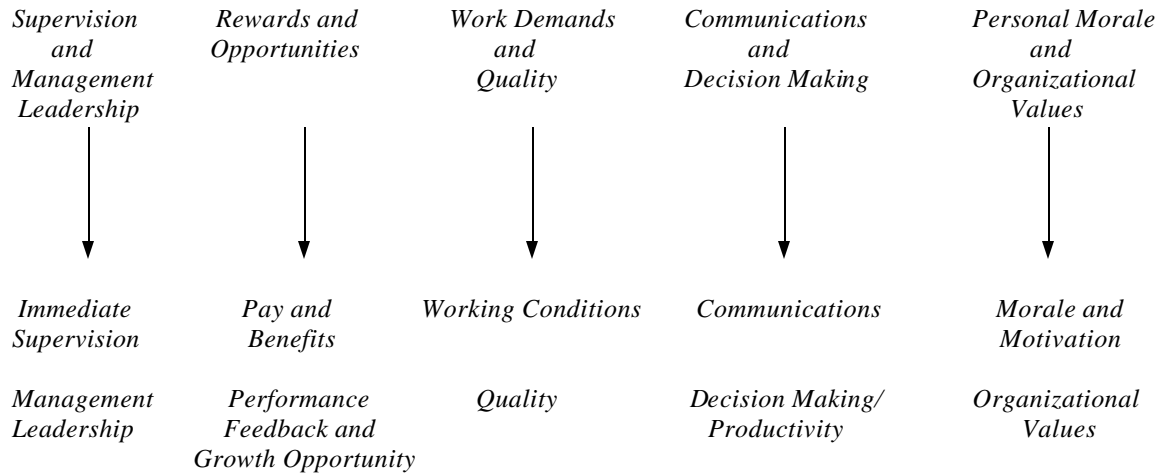 Supervision
and
Management
Leadership
Rewards and
Opportunities
Work Demands
and
Quality
Communications
and
Decision Making
Personal Morale
and
Organizational
Values
Immediate
Supervision
Pay and
Benefits
Working Conditions
Communications
Morale and
Motivation
Management
Leadership
Performance
Feedback and
Growth Opportunity
Quality
Decision Making/
Productivity
Organizational
Values